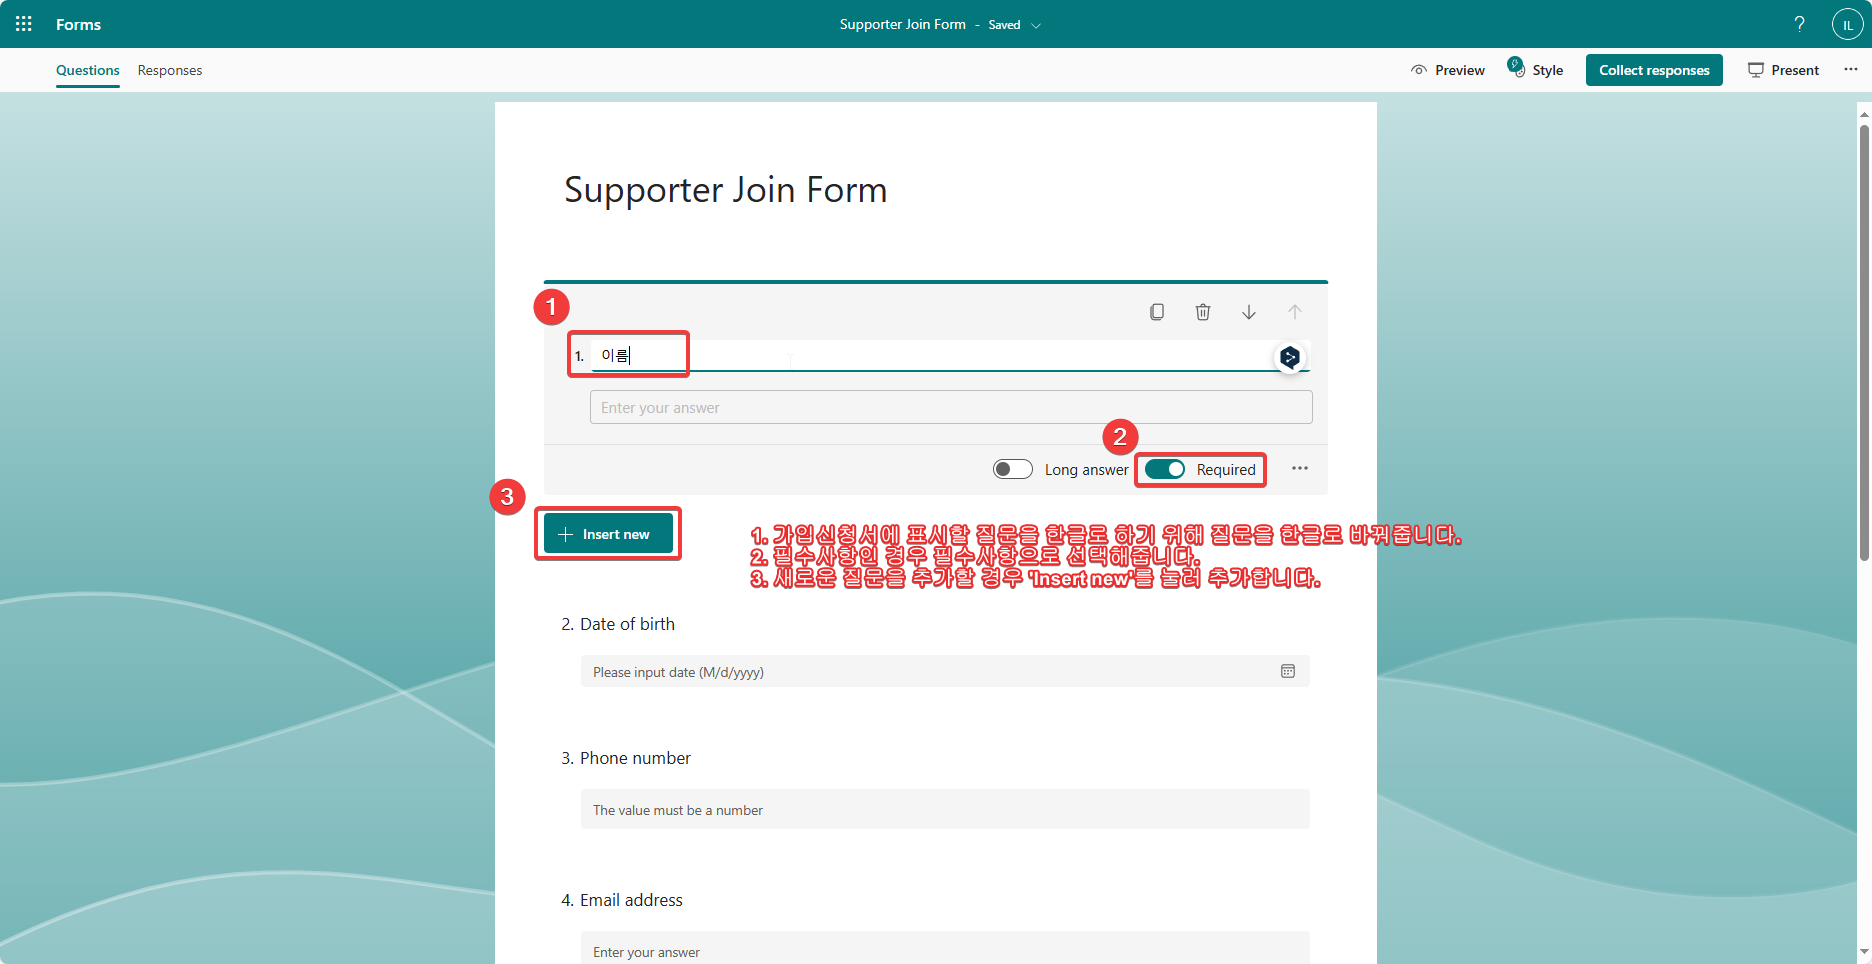 Forms
Supporter Join Form - Saved
?
IL
Questions Responses
Preview Style Collect responses Present
Supporter Join Form
1
1. 이름
Enter your answer
2
Long answer Required
3
Insert new
1. 가입신청서에 표시할 질문을 한글로 하기 위해 질문을 한글로 바꿔줍니다.
2. 필수사항인 경우 필수사항으로 선택해줍니다.
3. 새로운 질문을 추가할 경우 'Insert new'를 눌러 추가합니다.
2. Date of birth
Please input date (M/d/yyyy)
3. Phone number
The value must be a number
4. Email address
Enter your answer